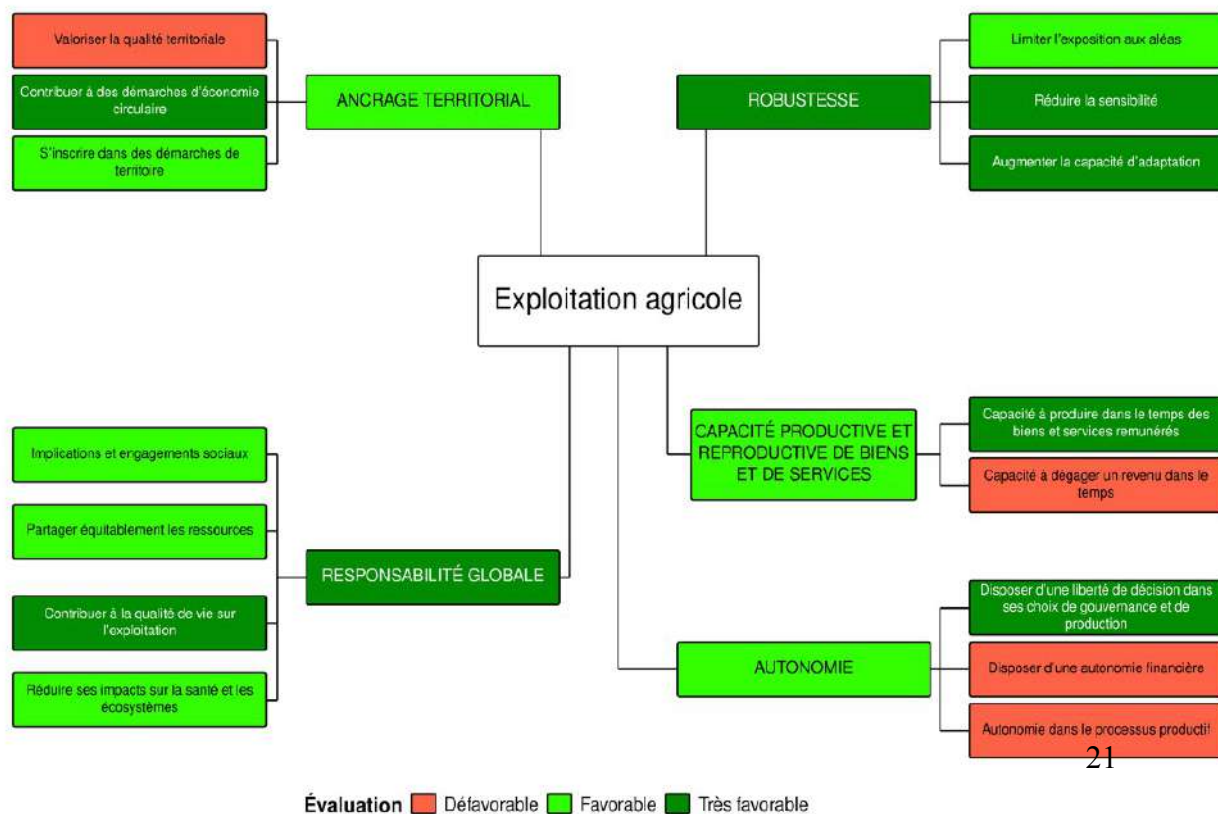 Valoriser la qualité territoriale
Contribuer à des démarches d'économie
circulaire
S'inscrire dans des démarches de
territoire
ANCRAGE TERRITORIAL
ROBUSTESSE
Limiter l'exposition aux aléas
Réduire la sensibilité
Augmenter la capacité d'adaptation
Exploitation agricole
Implications et engagements sociaux
Partager équitablement les ressources
Contribuer à la qualité de vie sur
l'exploitation
Réduire ses impacts sur la santé et les
écosystèmes
RESPONSABILITÉ GLOBALE
CAPACITÉ PRODUCTIVE ET
REPRODUCTIVE DE BIENS
ET DE SERVICES
Capacité à produire dans le temps des
biens et services remunérés
Capacité à dégager un revenu dans le
temps
AUTONOMIE
Disposer d'une liberté de décision dans
ses choix de gouvernance et de
production
Disposer d'une autonomie financière
Autonomie dans le processus productif
21
Évaluation Défavorable Favorable Très favorable